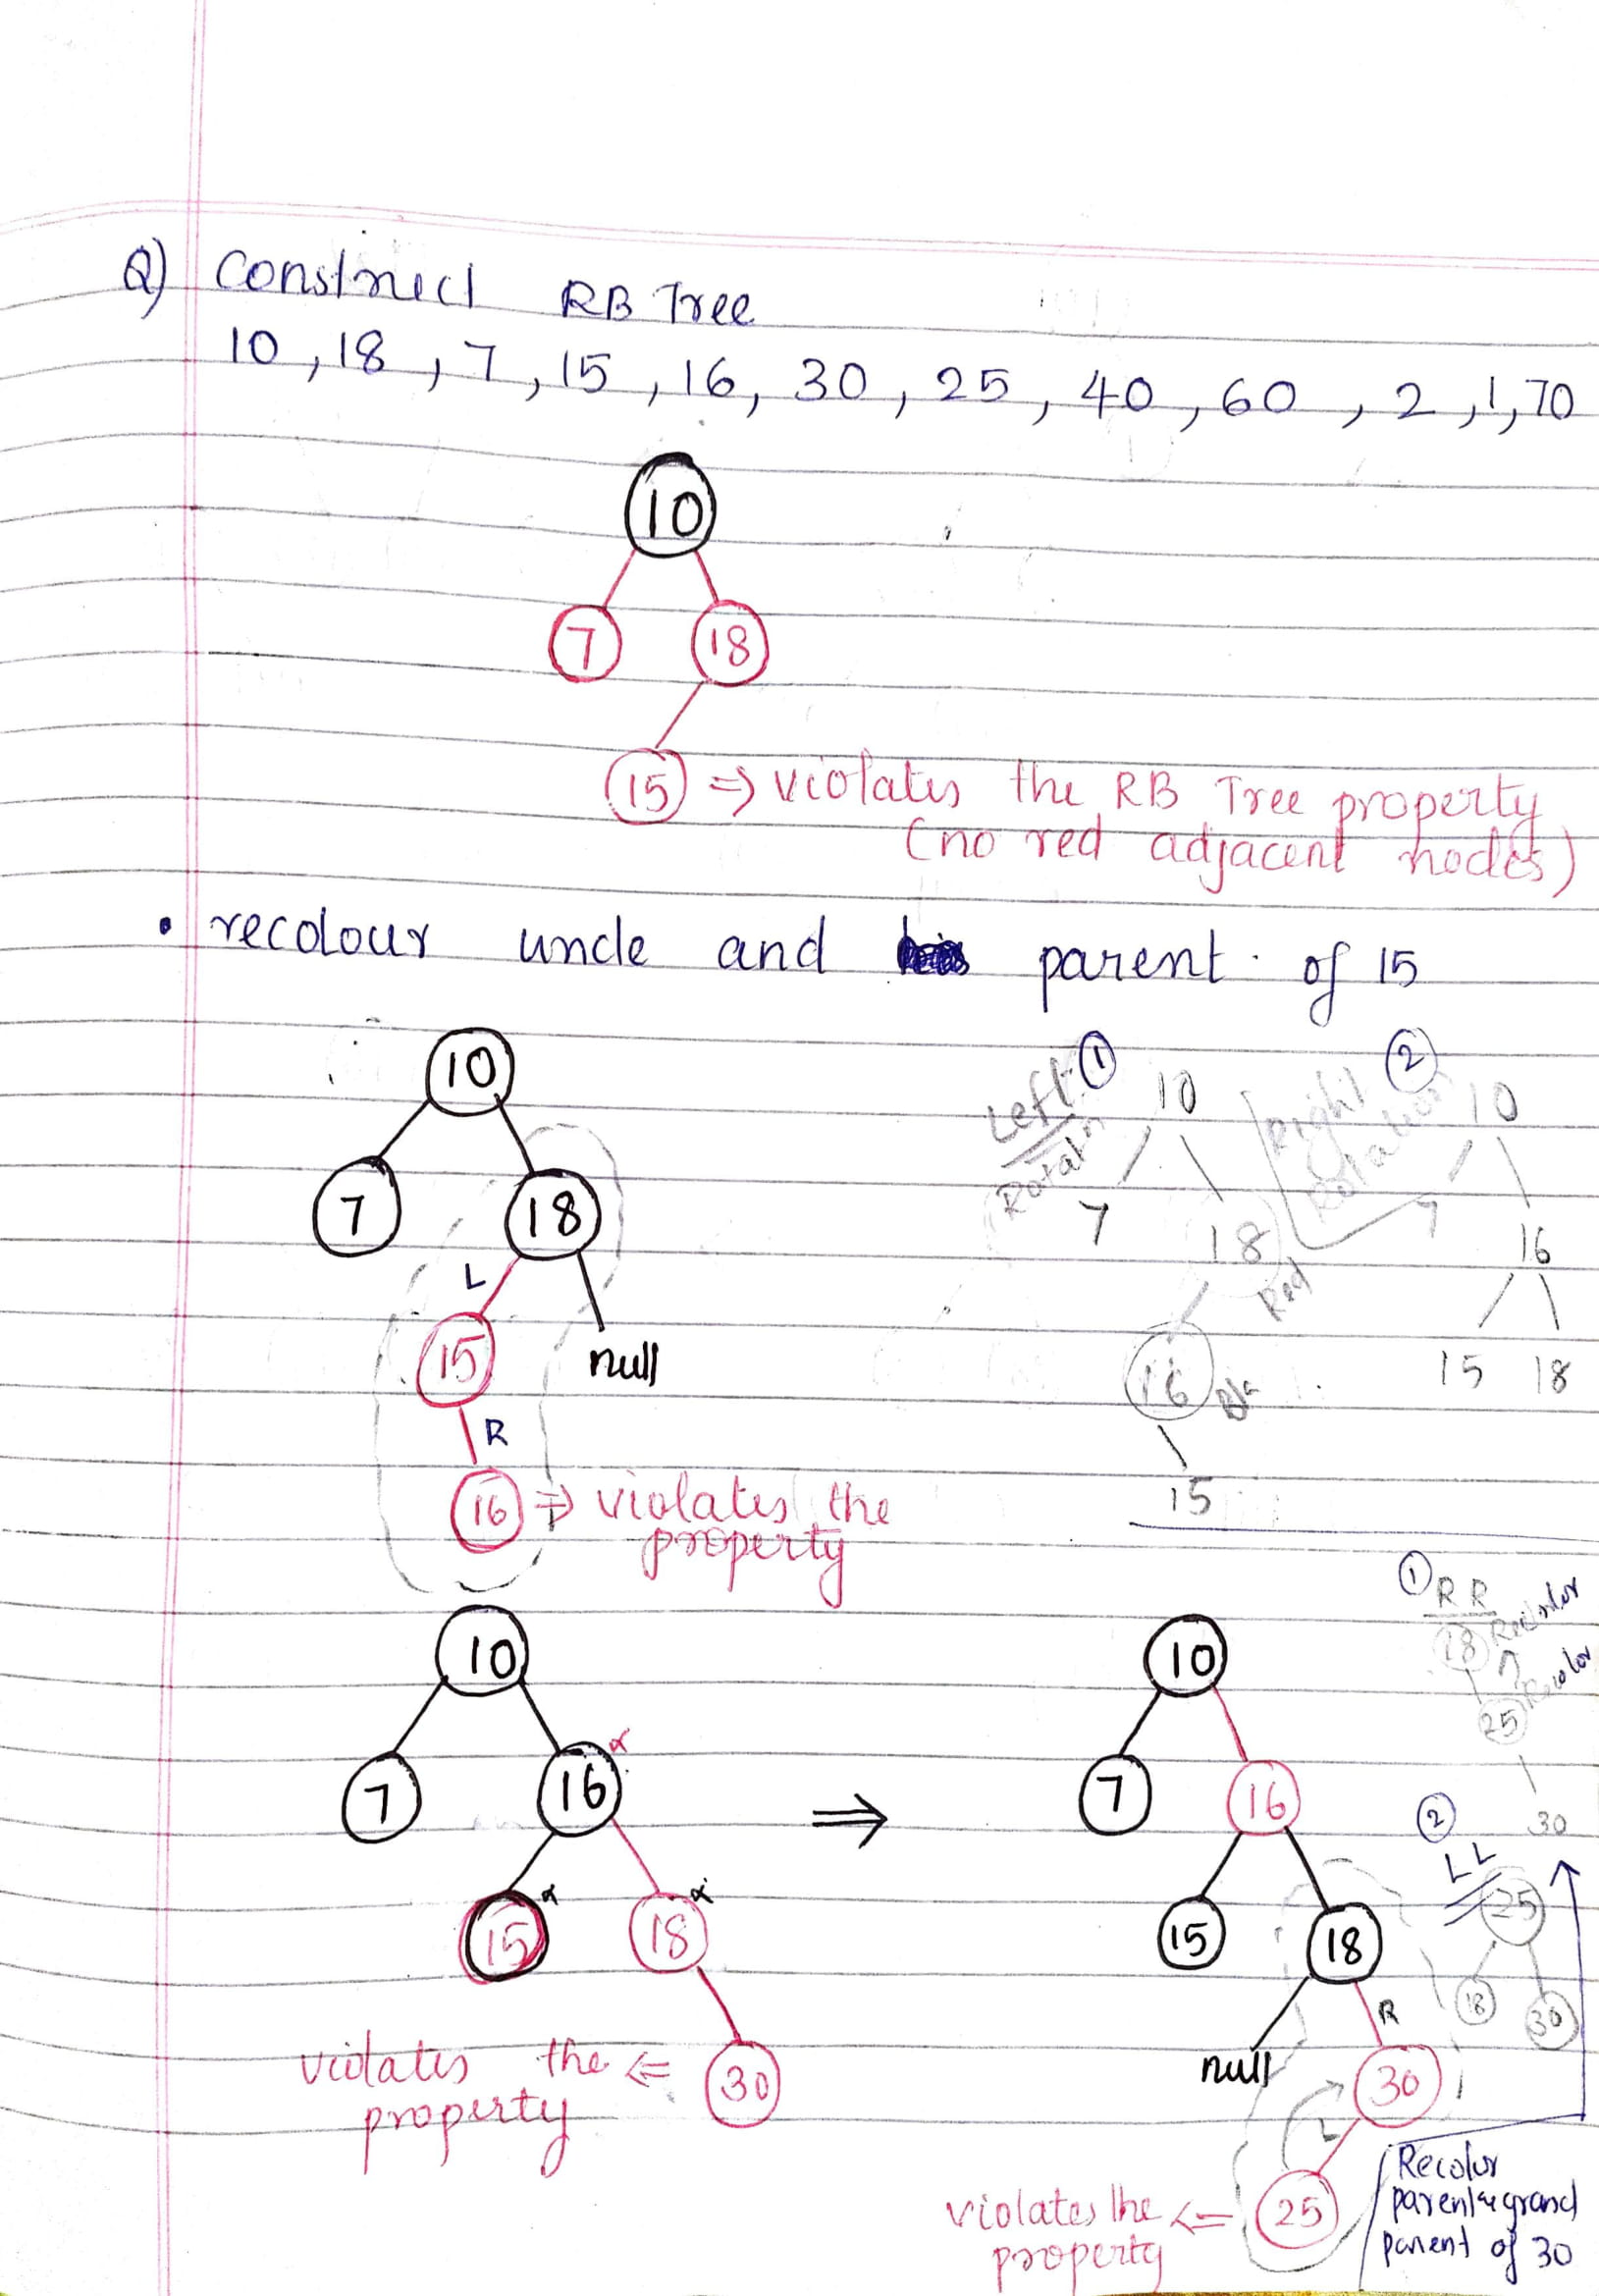 Q) Construct RB Tree
10, 18, 7, 15, 16, 30, 25, 40, 60, 2, 1, 70
10
7 18
15 ⇒ violates the RB Tree property
(no red adjacent nodes)
• recolour uncle and parent of 15
10
7 18
L
15 null
R
16 ⇒ violates the
property
① Left Rotatn
10
7
18 Red
16 Blk
15
② Right Rotation
10
7
16
15 18
10
7 16
15 18
violates the ⇐ 30
property
⇒
10
7 16
15 18
R
null 30
L
violates the ⇐ 25
property
① RR
18 Recolor
25 Recolor
30
② LL
25
18 30
Recolor
parent & grand
parent of 30